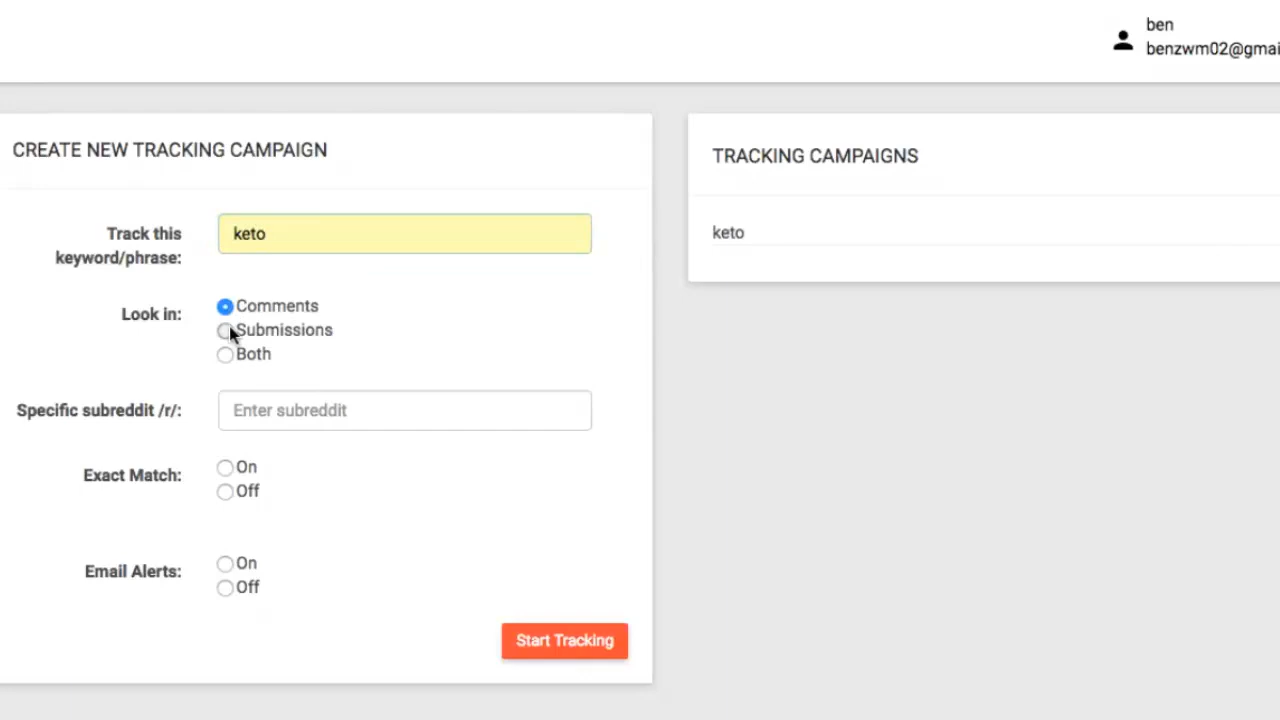 ben
benzwm02@gmai
CREATE NEW TRACKING CAMPAIGN
Track this
keyword/phrase:
keto
Look in:
Comments
Submissions
Both
Specific subreddit /r/:
Enter subreddit
Exact Match:
On
Off
Email Alerts:
On
Off
Start Tracking
TRACKING CAMPAIGNS
keto